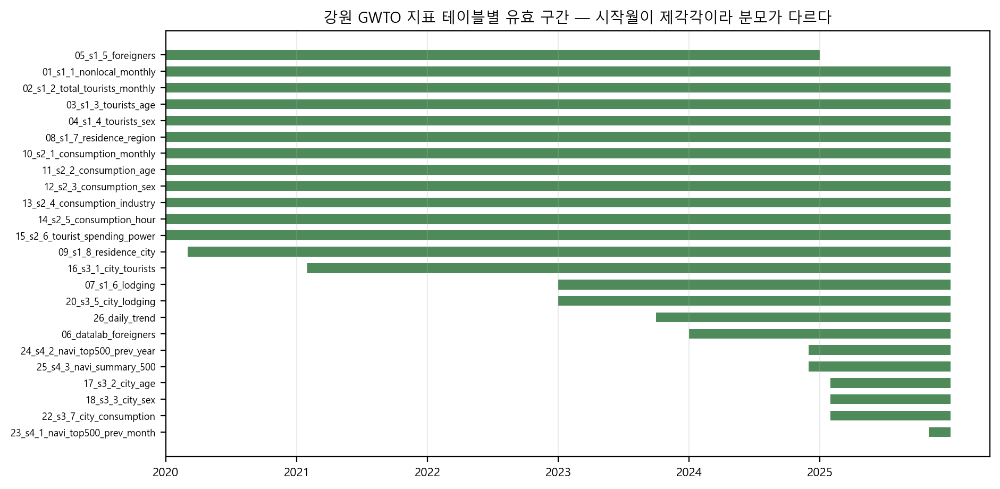 강원 GWTO 지표 테이블별 유효 구간 — 시작월이 제각각이라 분모가 다르다
05_s1_5_foreigners
01_s1_1_nonlocal_monthly
02_s1_2_total_tourists_monthly
03_s1_3_tourists_age
04_s1_4_tourists_sex
08_s1_7_residence_region
10_s2_1_consumption_monthly
11_s2_2_consumption_age
12_s2_3_consumption_sex
13_s2_4_consumption_industry
14_s2_5_consumption_hour
15_s2_6_tourist_spending_power
09_s1_8_residence_city
16_s3_1_city_tourists
07_s1_6_lodging
20_s3_5_city_lodging
26_daily_trend
06_datalab_foreigners
24_s4_2_navi_top500_prev_year
25_s4_3_navi_summary_500
17_s3_2_city_age
18_s3_3_city_sex
22_s3_7_city_consumption
23_s4_1_navi_top500_prev_month
2020 2021 2022 2023 2024 2025